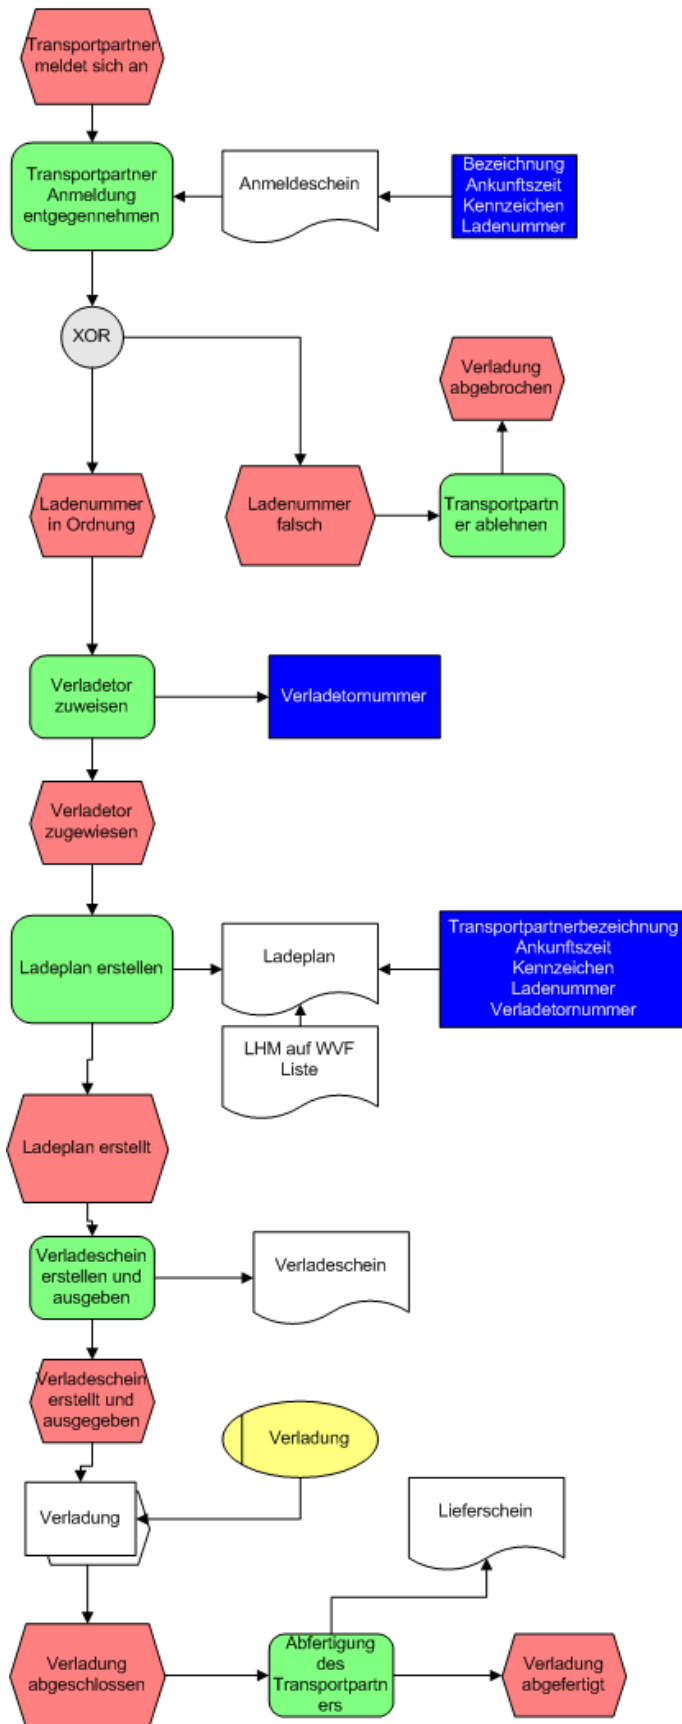 Transportpartner
meldet sich an
Transportpartner
Anmeldung
entgegennehmen
Anmeldeschein
Bezeichnung
Ankunftszeit
Kennzeichen
Ladenummer
XOR
Verladung
abgebrochen
Ladenummer
in Ordnung
Ladenummer
falsch
Transportpartn
er ablehnen
Verladetor
zuweisen
Verladetornummer
Verladetor
zugewiesen
Ladeplan erstellen
Ladeplan
Transportpartnerbezeichnung
Ankunftszeit
Kennzeichen
Ladenummer
Verladetornummer
LHM auf WVF
Liste
Ladeplan erstellt
Verladeschein
erstellen und
ausgeben
Verladeschein
Verladeschein
erstellt und
ausgegeben
Verladung
Verladung
Lieferschein
Verladung
abgeschlossen
Abfertigung
des
Transportpartn
ers
Verladung
abgefertigt